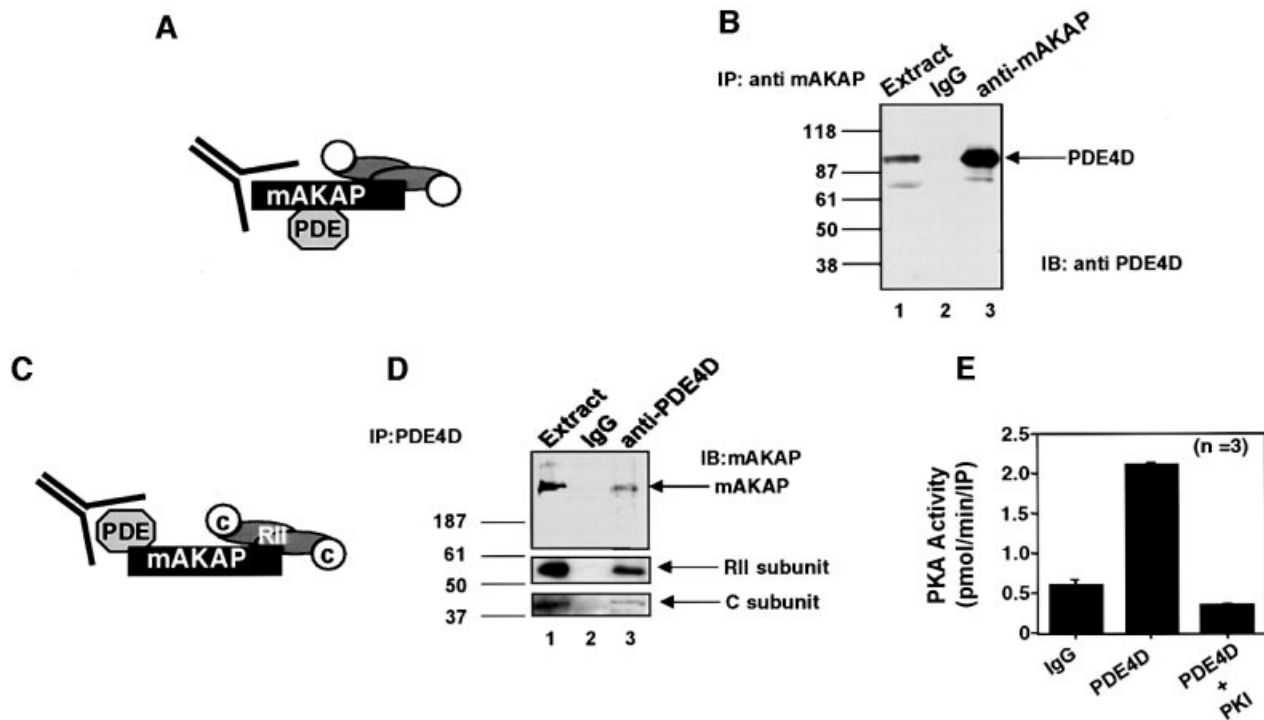 A
mAKAP
PDE
B
IP: anti mAKAP
Extract
IgG
anti-mAKAP
118
87
61
50
38
PDE4D
IB: anti PDE4D
1 2 3
C
PDE
mAKAP
C
RII
C
D
IP:PDE4D
Extract
IgG
anti-PDE4D
IB:mAKAP
mAKAP
187
61
50
37
RII subunit
C subunit
1 2 3
E
(n =3)
PKA Activity
(pmol/min/IP)
2.5
2.0
1.5
1.0
0.5
0
IgG
PDE4D
PDE4D
+
PKI